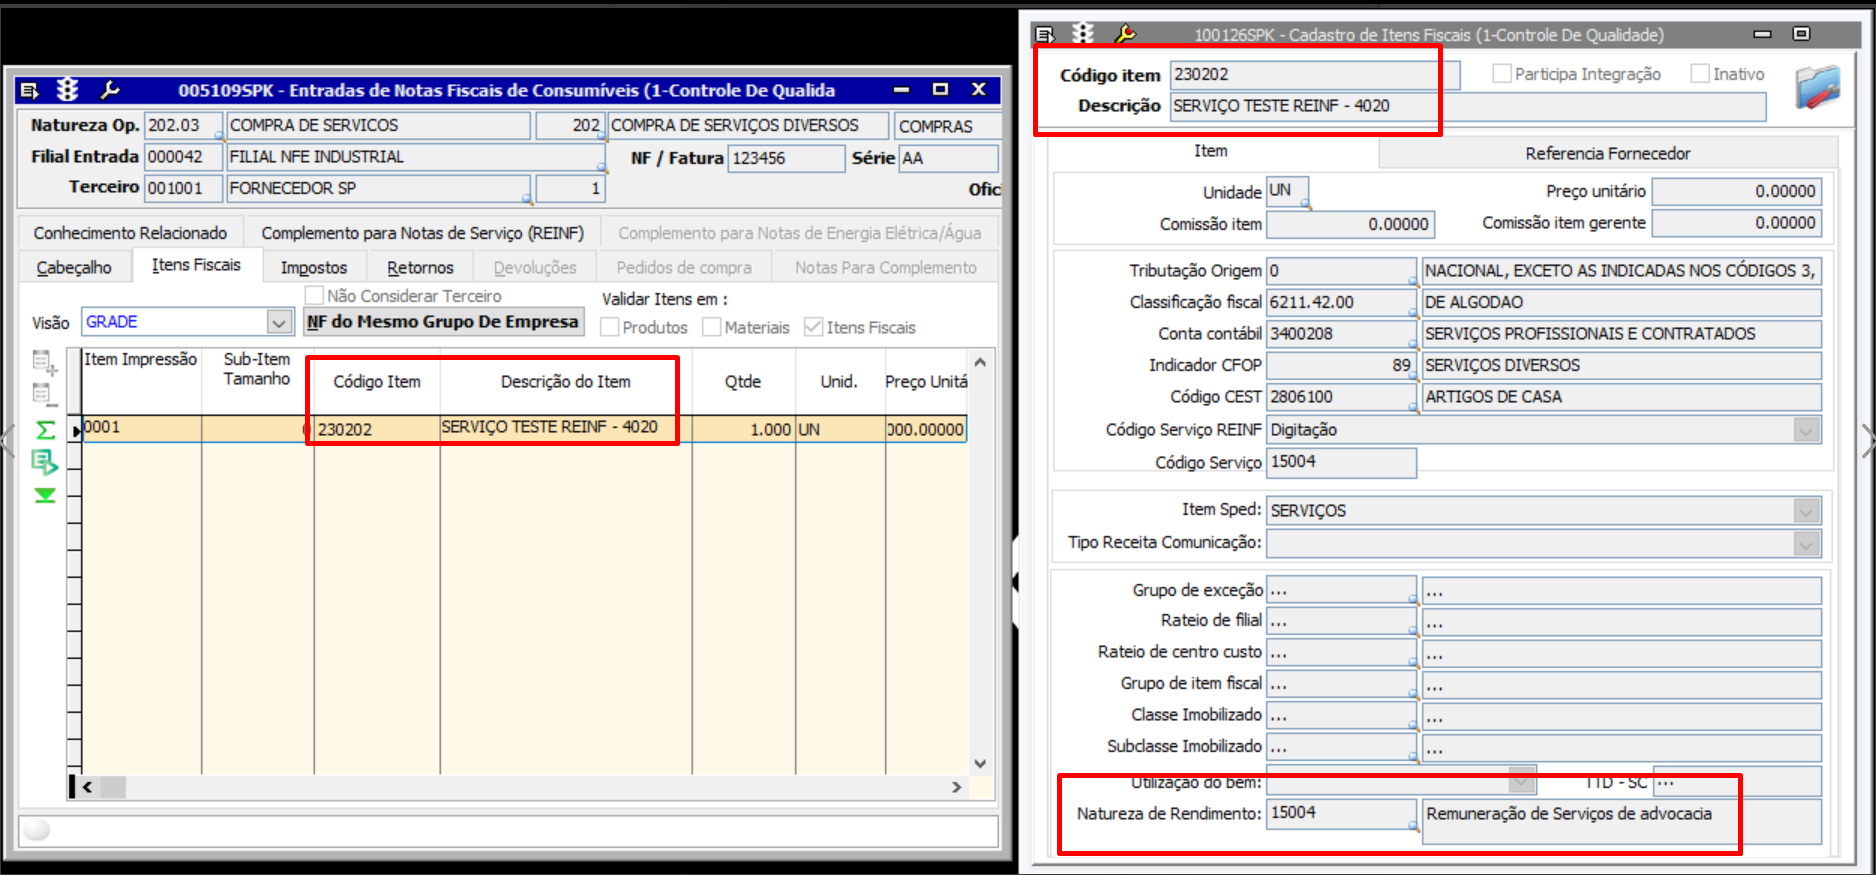 005109SPK - Entradas de Notas Fiscais de Consumíveis (1-Controle De Qualida
Natureza Op. 202.03 COMPRA DE SERVICOS 202 COMPRA DE SERVIÇOS DIVERSOS COMPRAS
Filial Entrada 000042 FILIAL NFE INDUSTRIAL NF / Fatura 123456 Série AA
Terceiro 001001 FORNECEDOR SP 1 Ofici
Conhecimento Relacionado Complemento para Notas de Serviço (REINF) Complemento para Notas de Energia Elétrica/Água
Cabeçalho Itens Fiscais Impostos Retornos Devoluções Pedidos de compra Notas Para Complemento
Não Considerar Terceiro Validar Itens em :
Visão GRADE NF do Mesmo Grupo De Empresa Produtos Materiais Itens Fiscais
Item Impressão Sub-Item Tamanho Código Item Descrição do Item Qtde Unid. Preço Unitá
0001 230202 SERVIÇO TESTE REINF - 4020 1.000 UN 000.00000
100126SPK - Cadastro de Itens Fiscais (1-Controle De Qualidade)
Código item 230202 Participa Integração Inativo
Descrição SERVIÇO TESTE REINF - 4020
Item Referencia Fornecedor
Unidade UN Preço unitário 0.00000
Comissão item 0.00000 Comissão item gerente 0.00000
Tributação Origem 0 NACIONAL, EXCETO AS INDICADAS NOS CÓDIGOS 3,
Classificação fiscal 6211.42.00 DE ALGODAO
Conta contábil 3400208 SERVIÇOS PROFISSIONAIS E CONTRATADOS
Indicador CFOP 89 SERVIÇOS DIVERSOS
Código CEST 2806100 ARTIGOS DE CASA
Código Serviço REINF Digitação
Código Serviço 15004
Item Sped: SERVIÇOS
Tipo Receita Comunicação:
Grupo de exceção ... ...
Rateio de filial ... ...
Rateio de centro custo ... ...
Grupo de item fiscal ... ...
Classe Imobilizado ... ...
Subclasse Imobilizado ... ...
Utilização do bem: TTD - SC ...
Natureza de Rendimento: 15004 Remuneração de Serviços de advocacia